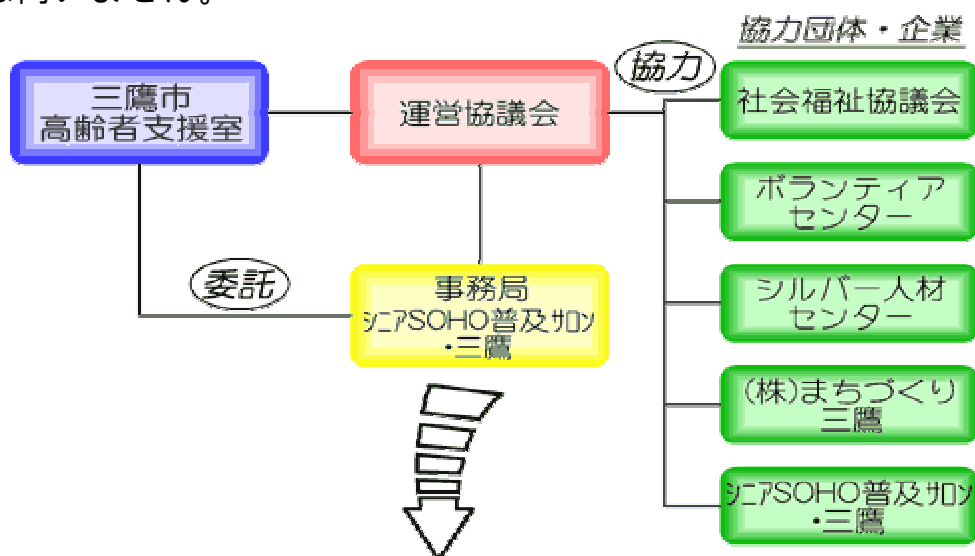 いません。
協力団体・企業
三鷹市
高齢者支援室
運営協議会
協力
社会福祉協議会
ボランティア
センター
委託
事務局
ｼﾆｱSOHO普及ｻﾛﾝ
・三鷹
シルバー人材
センター
(株)まちづくり
三鷹
ｼﾆｱSOHO普及ｻﾛﾝ
・三鷹